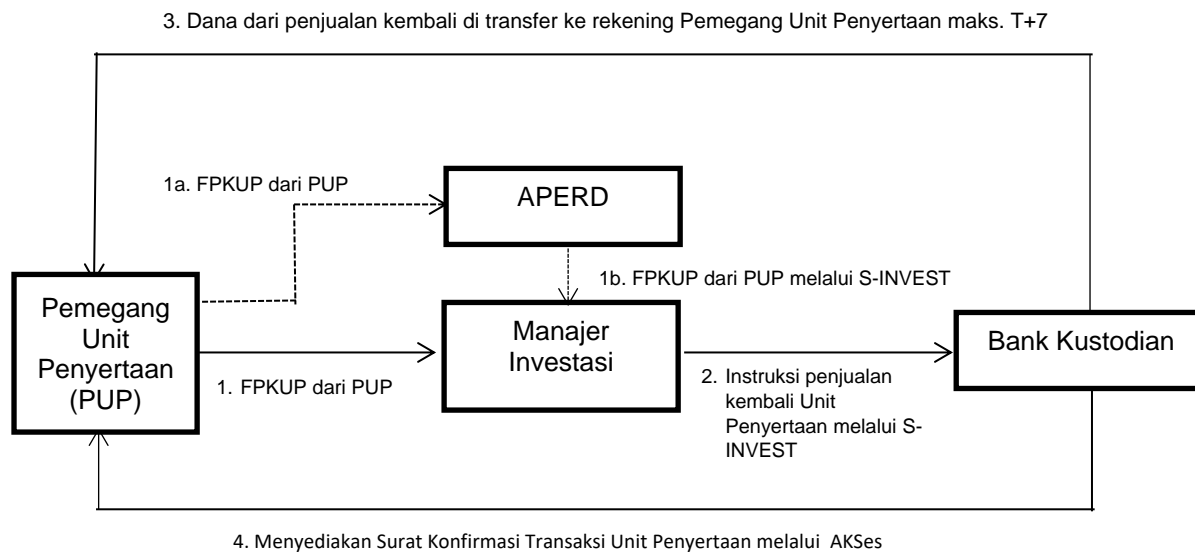 3. Dana dari penjualan kembali di transfer ke rekening Pemegang Unit Penyertaan maks. T+7
1a. FPKUP dari PUP
APERD
1b. FPKUP dari PUP melalui S-INVEST
Pemegang
Unit
Penyertaan
(PUP)
Manajer
Investasi
Bank Kustodian
1. FPKUP dari PUP
2. Instruksi penjualan
kembali Unit
Penyertaan melalui S-
INVEST
4. Menyediakan Surat Konfirmasi Transaksi Unit Penyertaan melalui AKSes